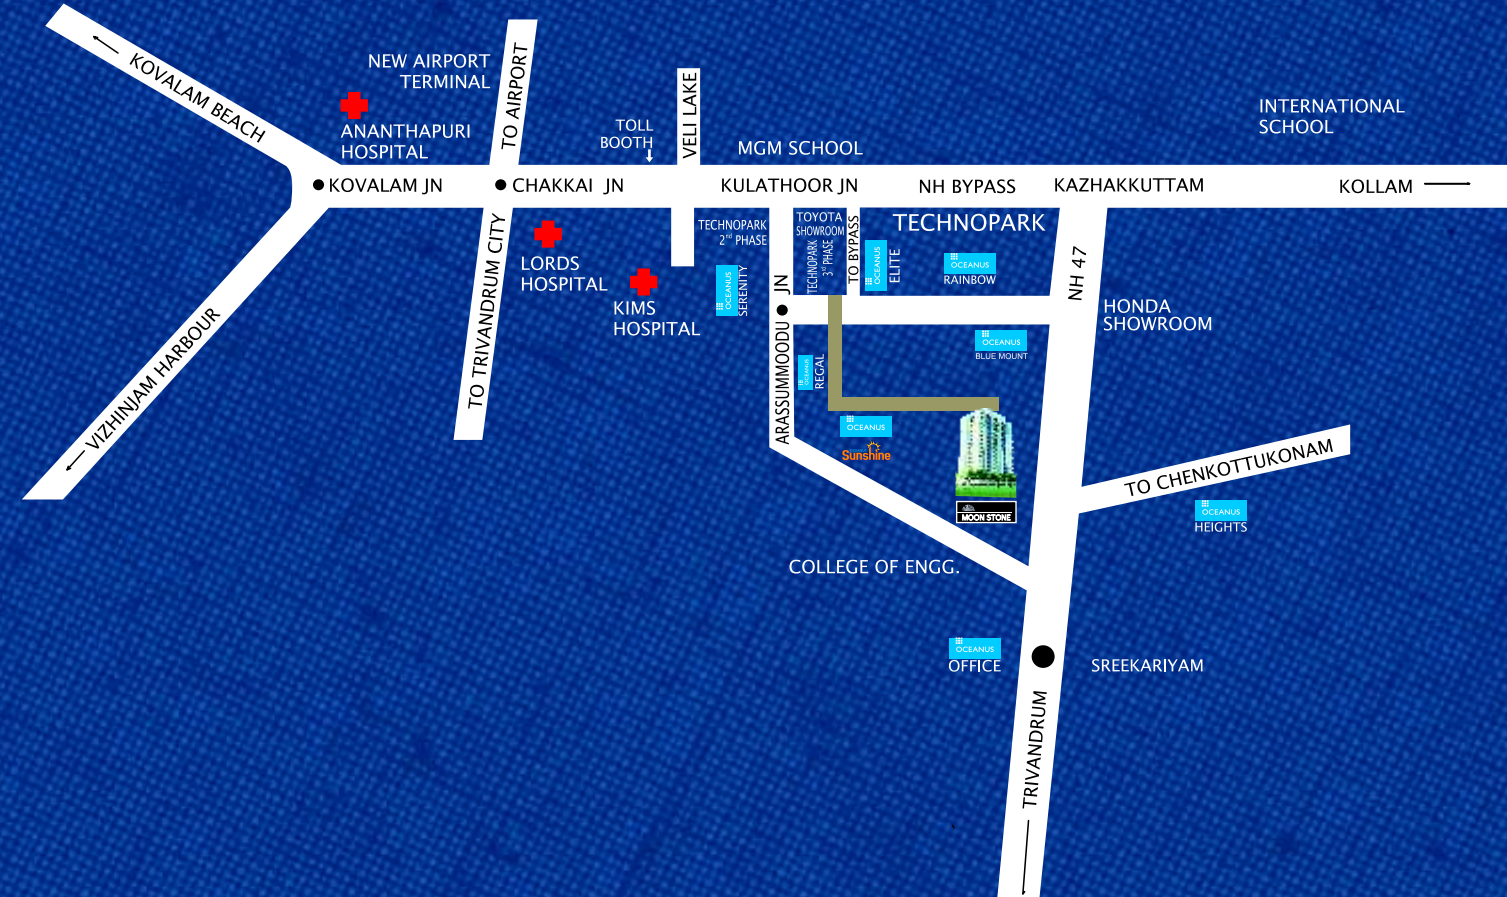 KOVALAM BEACH
NEW AIRPORT
TERMINAL
TO AIRPORT
ANANTHAPURI
HOSPITAL
TOLL
BOOTH
VELI LAKE
MGM SCHOOL
INTERNATIONAL
SCHOOL
KOVALAM JN
CHAKKAI JN
KULATHOOR JN
NH BYPASS
KAZHAKKUTTAM
KOLLAM
TO TRIVANDRUM CITY
LORDS
HOSPITAL
KIMS
HOSPITAL
TECHNOPARK
2nd PHASE
OCEANUS
SERENITY
TOYOTA
SHOWROOM
TECHNOPARK
3rd PHASE
TO BYPASS
TECHNOPARK
OCEANUS
ELITE
OCEANUS
RAINBOW
NH 47
HONDA
SHOWROOM
VIZHINJAM HARBOUR
ARASSUMMOODU JN
OCEANUS
REGAL
OCEANUS
BLUE MOUNT
OCEANUS
Sunshine
MOON STONE
TO CHENKOTTUKONAM
OCEANUS
HEIGHTS
COLLEGE OF ENGG.
OCEANUS
OFFICE
SREEKARIYAM
TRIVANDRUM